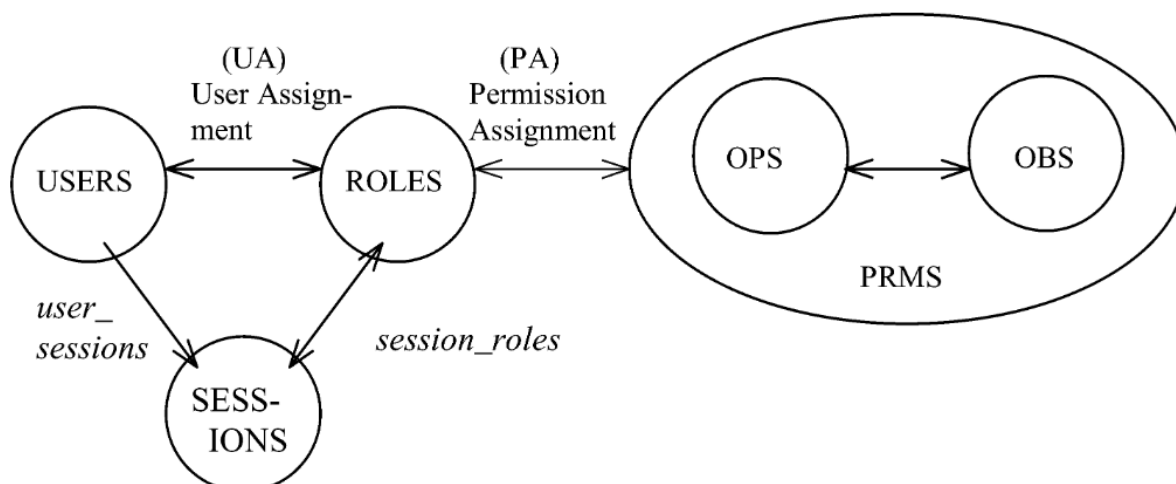 (UA)
User Assign-
ment
(PA)
Permission
Assignment
USERS
ROLES
OPS
OBS
PRMS
user_
sessions
session_roles
SESS-
IONS